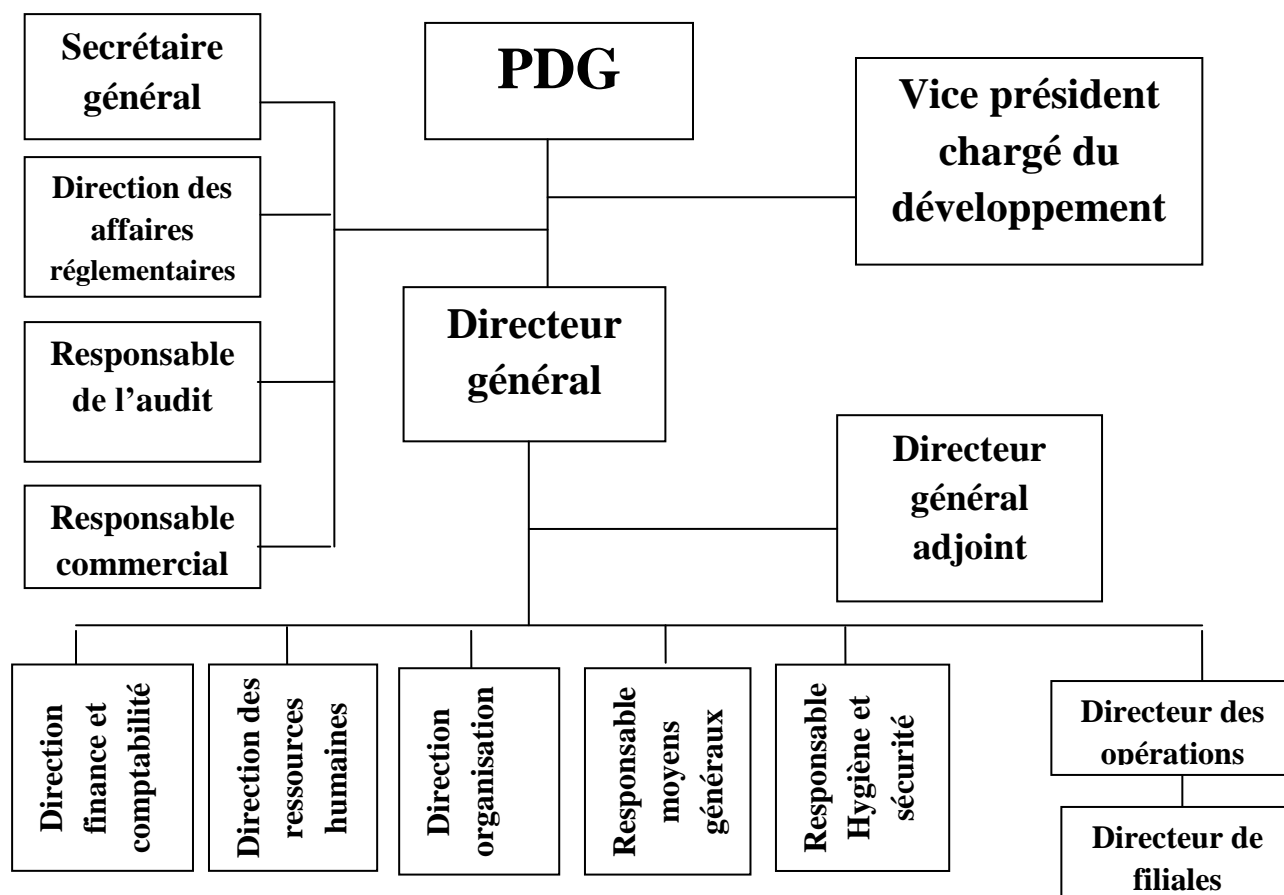 Secrétaire
général
PDG
Vice président
chargé du
développement
Direction des
affaires
réglementaires
Directeur
général
Responsable
de l’audit
Directeur
général
adjoint
Responsable
commercial
Direction
finance et
comptabilité
Direction des
ressources
humaines
Direction
organisation
Responsable
moyens
généraux
Responsable
Hygiène et
sécurité
Directeur des
opérations
Directeur de
filiales